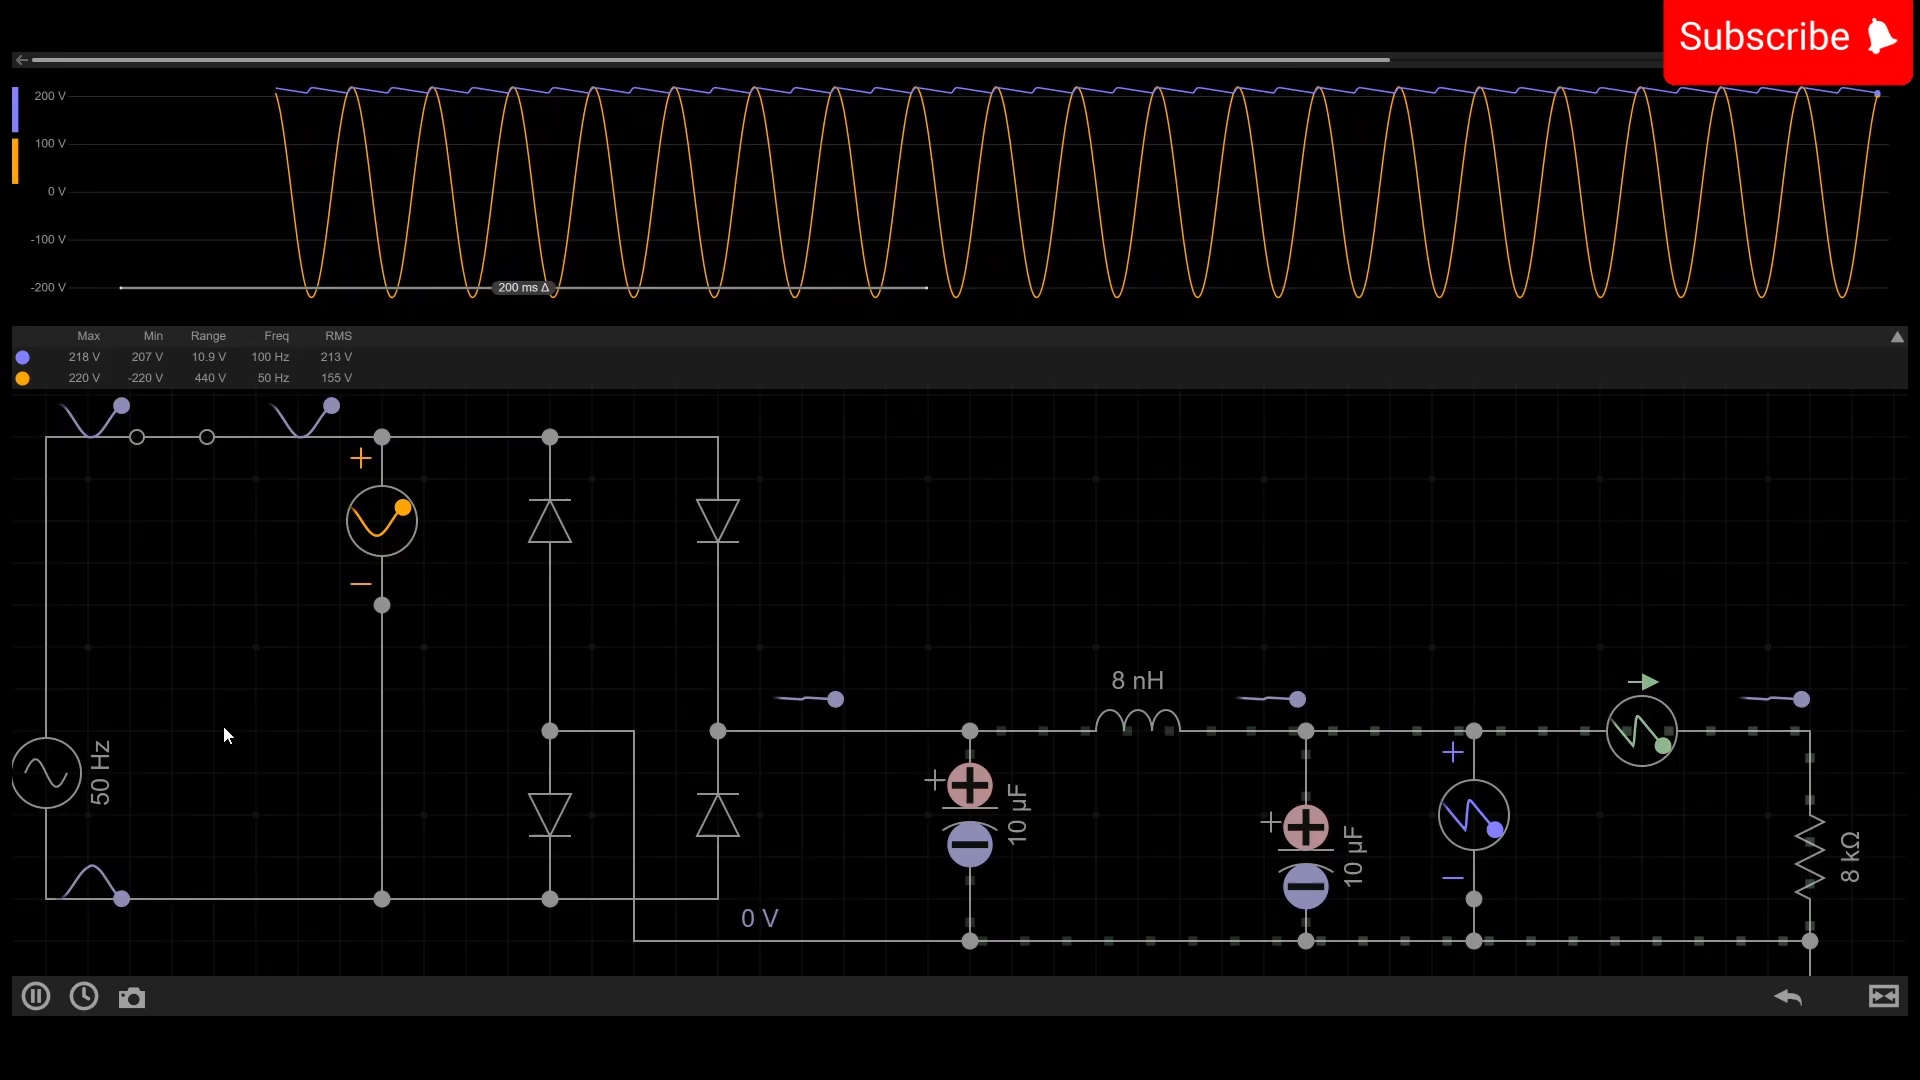 Subscribe
200 V
100 V
0 V
-100 V
-200 V
200 ms Δ
Max Min Range Freq RMS
218 V 207 V 10.9 V 100 Hz 213 V
220 V -220 V 440 V 50 Hz 155 V
8 nH
50 Hz
10 µF
10 µF
8 kΩ
0 V